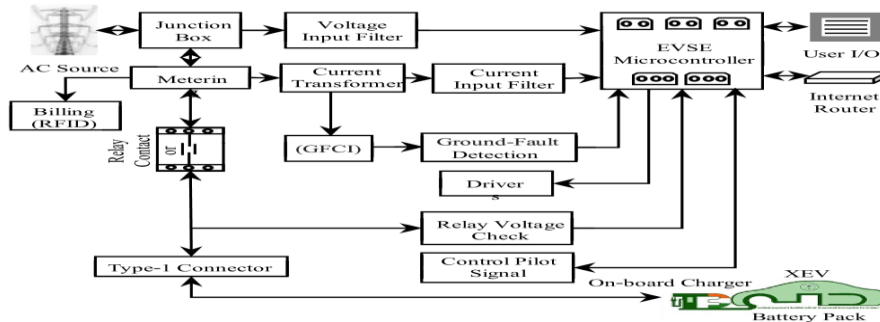 Junction
Box
Voltage
Input Filter
EVSE
Microcontroller
User I/O
AC Source
Meterin
Current
Transformer
Current
Input Filter
Internet
Router
Billing
(RFID)
Relay
Contact
or
(GFCI)
Ground-Fault
Detection
Driver
s
Relay Voltage
Check
Type-1 Connector
Control Pilot
Signal
On-board Charger
XEV
Battery Pack